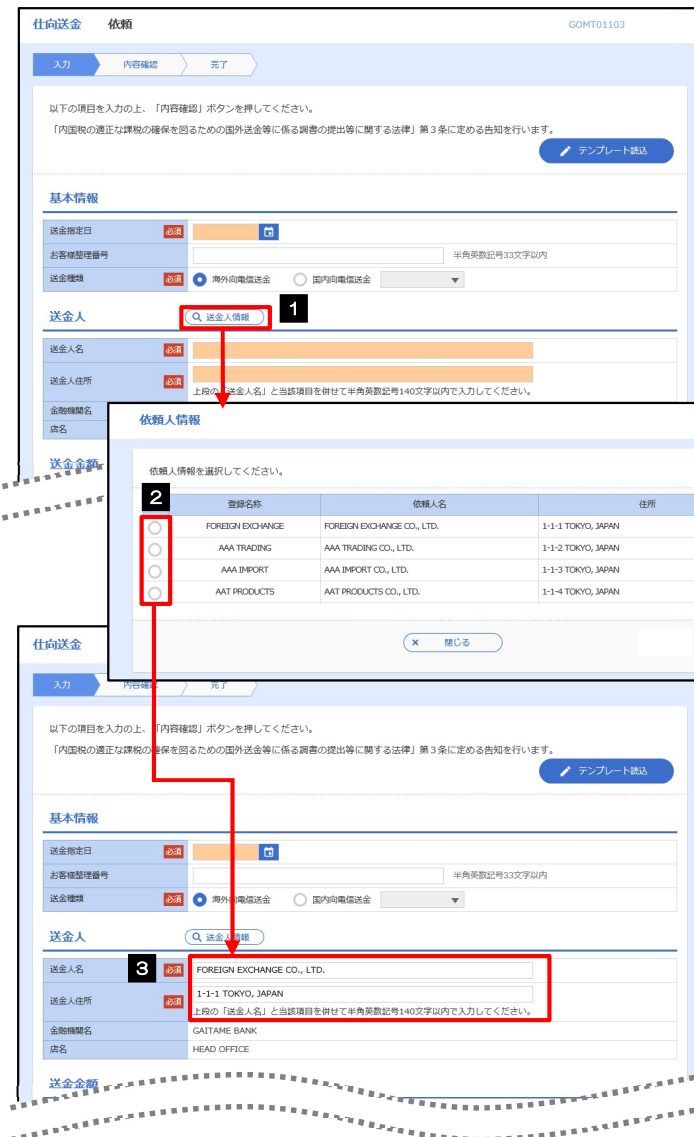 仕向送金 依頼 GOMT01103
入力 内容確認 完了
以下の項目を入力の上、「内容確認」ボタンを押してください。
「内国税の適正な課税の確保を図るための国外送金等に係る調書の提出等に関する法律」第3条に定める告知を行います。
テンプレート読込
基本情報
送金指定日 必須
お客様整理番号 半角英数記号33文字以内
送金種類 必須 海外向電信送金 国内向電信送金
送金人 送金人情報 1
送金人名 必須
送金人住所 必須
上段の「送金人名」と当該項目を併せて半角英数記号140文字以内で入力してください。
金融機関名
店名
送金金額
依頼人情報
依頼人情報を選択してください。
2 登録名称 依頼人名 住所
FOREIGN EXCHANGE FOREIGN EXCHANGE CO., LTD. 1-1-1 TOKYO, JAPAN
AAA TRADING AAA TRADING CO., LTD. 1-1-2 TOKYO, JAPAN
AAA IMPORT AAA IMPORT CO., LTD. 1-1-3 TOKYO, JAPAN
AAT PRODUCTS AAT PRODUCTS CO., LTD. 1-1-4 TOKYO, JAPAN
× 閉じる
仕向送金
入力 内容確認 完了
以下の項目を入力の上、「内容確認」ボタンを押してください。
「内国税の適正な課税の確保を図るための国外送金等に係る調書の提出等に関する法律」第3条に定める告知を行います。
テンプレート読込
基本情報
送金指定日 必須
お客様整理番号 半角英数記号33文字以内
送金種類 必須 海外向電信送金 国内向電信送金
送金人 送金人情報
送金人名 3 必須 FOREIGN EXCHANGE CO., LTD.
送金人住所 必須 1-1-1 TOKYO, JAPAN
上段の「送金人名」と当該項目を併せて半角英数記号140文字以内で入力してください。
金融機関名 GAITAME BANK
店名 HEAD OFFICE
送金金額